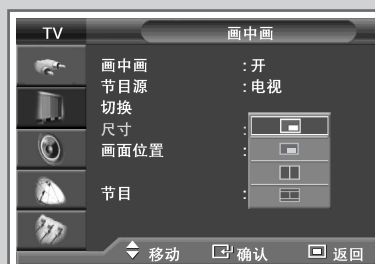 TV 画中画
画中画 :开
节目源 :电视
切换
尺寸 :
画面位置 :
节目 :
移动 确认 返回